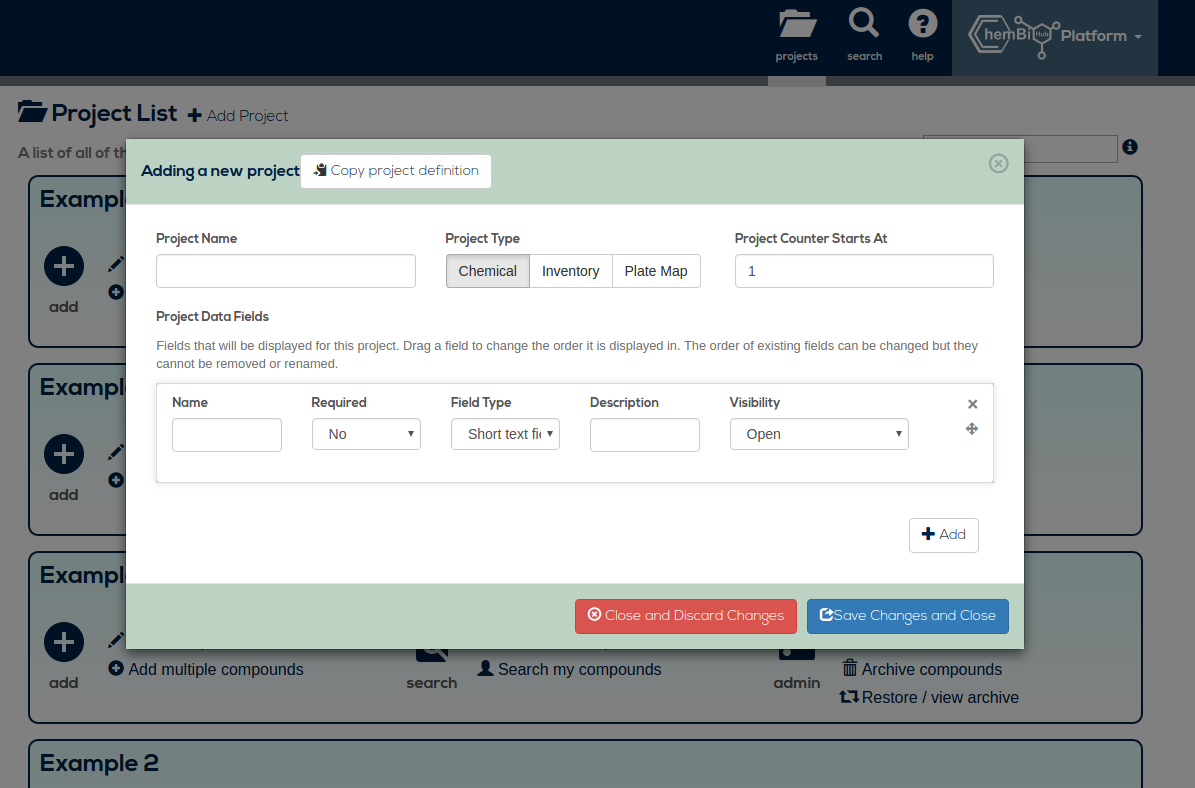 projects
search
help
hemBi Hub Platform
Project List
Add Project
A list of all of th
Adding a new project
Copy project definition
Exampl
add
Project Name
Project Type
Project Counter Starts At
Chemical
Inventory
Plate Map
1
Project Data Fields
Fields that will be displayed for this project. Drag a field to change the order it is displayed in. The order of existing fields can be changed but they
cannot be removed or renamed.
Exampl
add
Name
Required
Field Type
Description
Visibility
No
Short text fi
Open
Add
Exampl
add
Close and Discard Changes
Save Changes and Close
Add multiple compounds
search
Search my compounds
admin
Archive compounds
Restore / view archive
Example 2